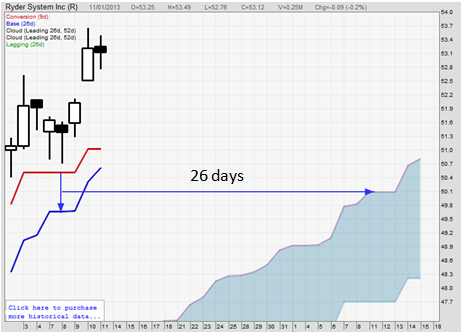 Ryder System Inc (R) 11/01/2013 O=53.25 H=53.49 L=52.76 C=53.12 V=0.25M Chg=-0.09 (-0.2%)
Conversion (9d)
Base (26d)
Cloud (Leading 26d, 52d)
Cloud (Leading 26d, 52d)
Lagging (26d)
54.0
53.7
53.4
53.1
52.8
52.5
52.2
51.9
51.6
51.3
51.0
50.7
50.4
50.1
49.8
49.5
49.2
48.9
48.6
48.3
48.0
47.7
26 days
Click here to purchase
more historical data...
3 4 7 8 9 10 11 14 15 16 17 18 21 22 23 24 25 28 29 30 31 1 4 5 6 7 8 11 12 13 14 15 18